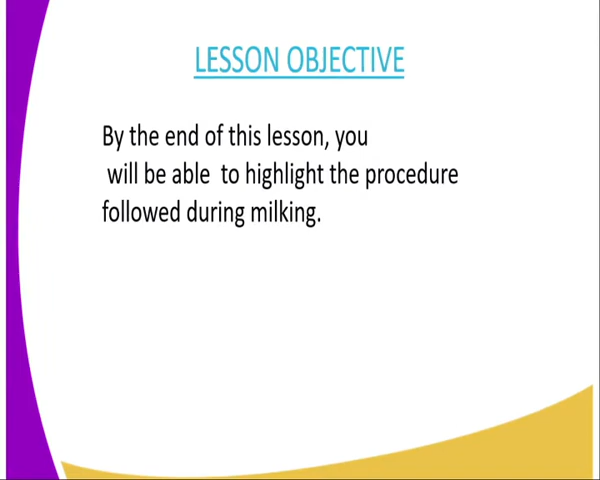 LESSON OBJECTIVE
By the end of this lesson, you
will be able  to highlight the procedure
followed during milking.